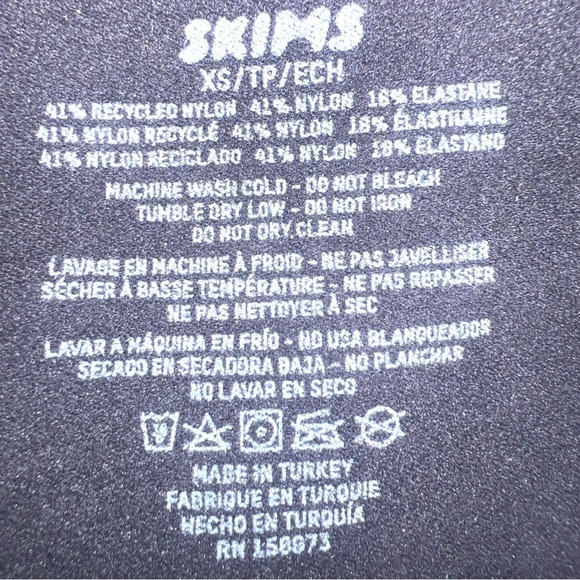 SKIMS
XS/TP/ECH
41% RECYCLED NYLON 41% NYLON 18% ELASTANE
41% NYLON RECYCLÉ 41% NYLON 18% ÉLASTHANNE
41% NYLON RECICLADO 41% NYLON 18% ELASTANO
MACHINE WASH COLD - DO NOT BLEACH
TUMBLE DRY LOW - DO NOT IRON
DO NOT DRY CLEAN
LAVAGE EN MACHINE À FROID - NE PAS JAVELLISER
SÉCHER À BASSE TEMPÉRATURE - NE PAS REPASSER
NE PAS NETTOYER À SEC
LAVAR A MÁQUINA EN FRÍO - NO USA BLANQUEADOR
SECADO EN SECADORA BAJA - NO PLANCHAR
NO LAVAR EN SECO
MADE IN TURKEY
FABRIQUE EN TURQUIE
HECHO EN TURQUÍA
RN